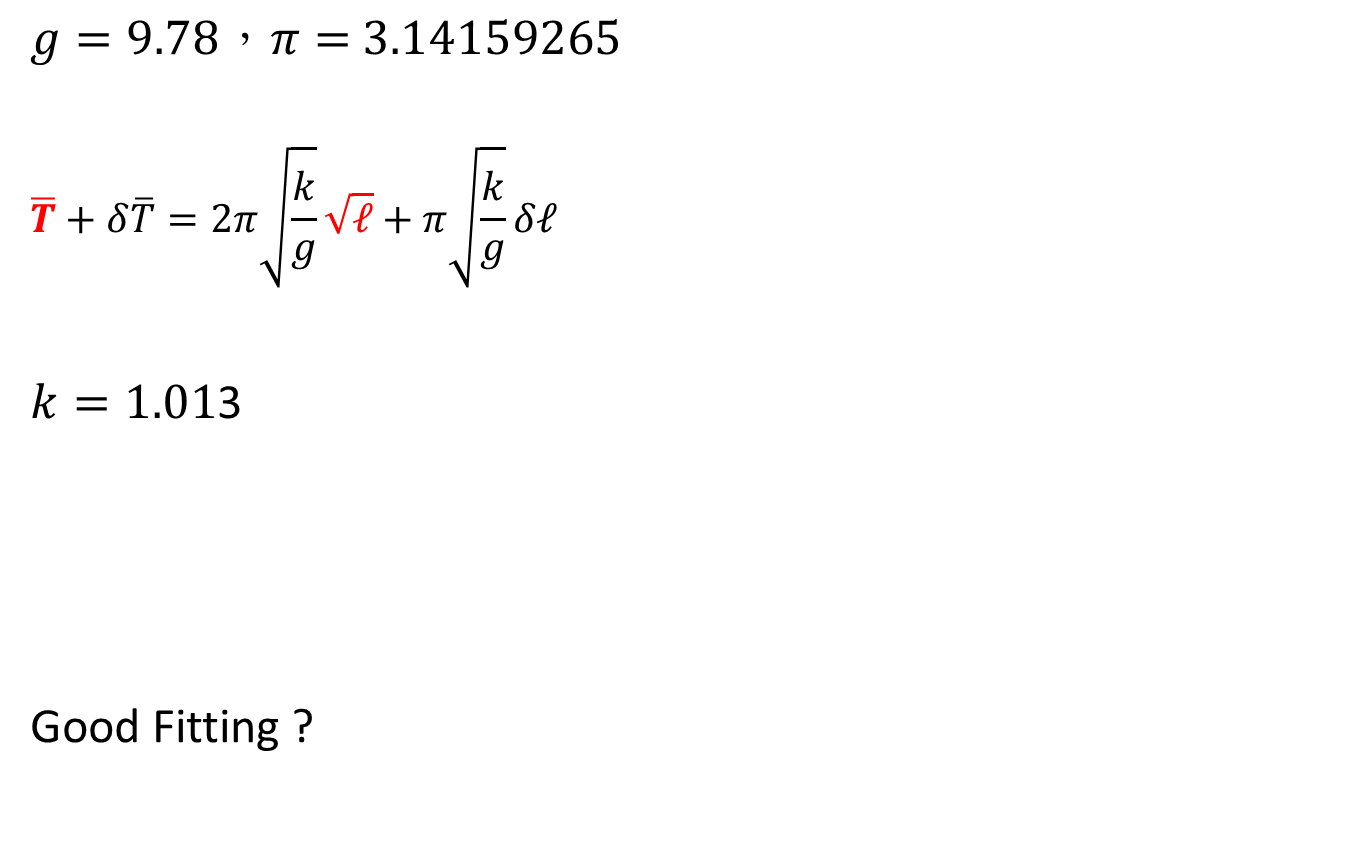 g = 9.78，π = 3.14159265
T̅ + δT̅ = 2π√(k/g) √ℓ + π√(k/g) δℓ
k = 1.013
Good Fitting ?